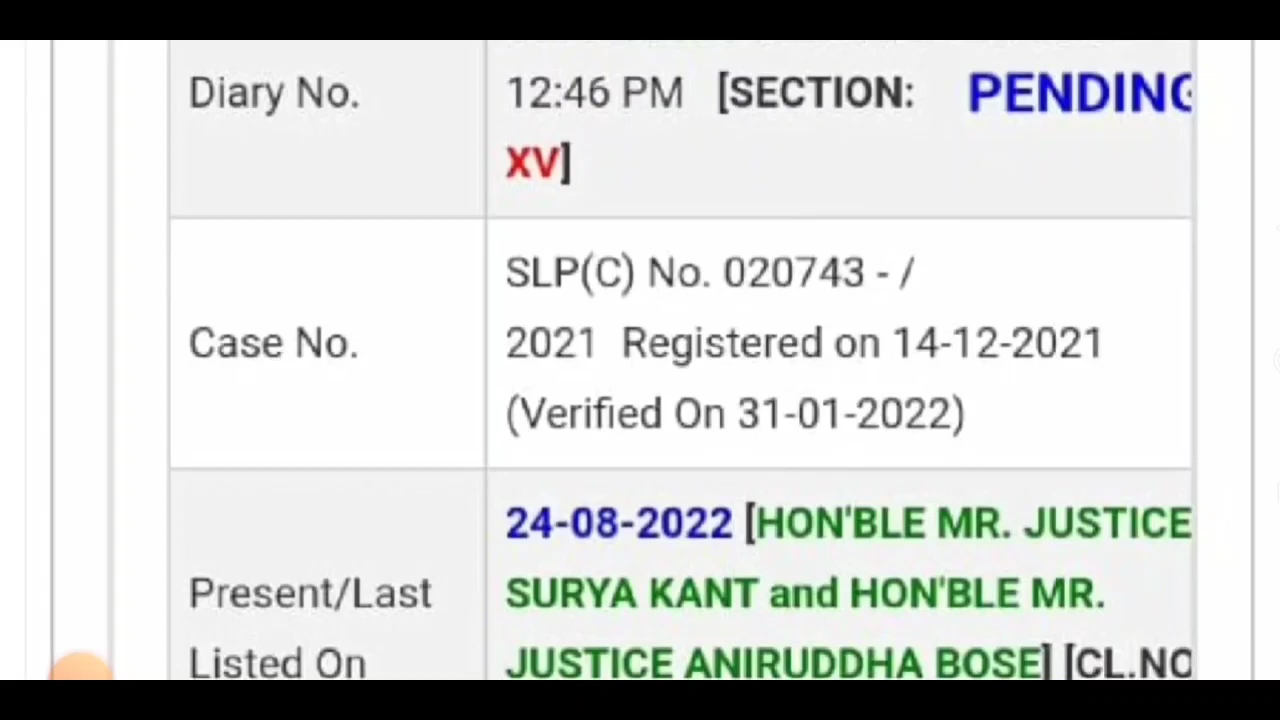 Diary No.
12:46 PM [SECTION: PENDING
XV]
Case No.
SLP(C) No. 020743 - /
2021 Registered on 14-12-2021
(Verified On 31-01-2022)
Present/Last
Listed On
24-08-2022 [HON'BLE MR. JUSTICE
SURYA KANT and HON'BLE MR.
JUSTICE ANIRUDDHA BOSE] [CL.NO